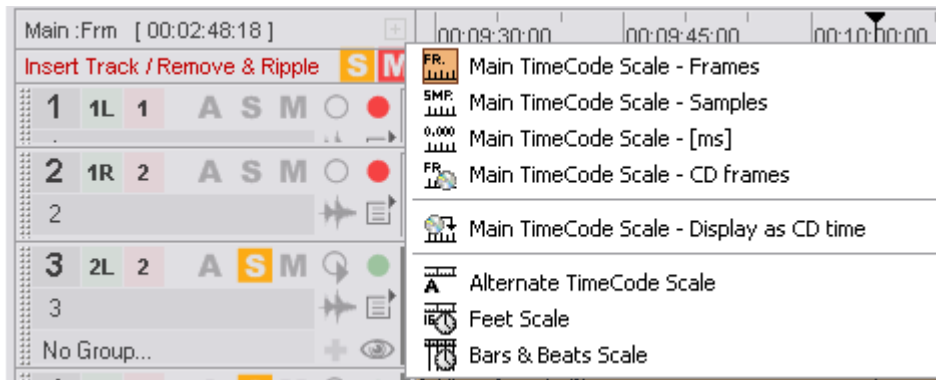 Main :Frm [ 00:02:48:18 ]
00:09:30:00 00:09:45:00 00:10:00:00
Insert Track / Remove & Ripple S M
1 1L 1 A S M
2 1R 2 A S M
2
3 2L 2 A S M
3
No Group...
FR. Main TimeCode Scale - Frames
SMP. Main TimeCode Scale - Samples
0,000 Main TimeCode Scale - [ms]
FR. Main TimeCode Scale - CD frames
Main TimeCode Scale - Display as CD time
A Alternate TimeCode Scale
Feet Scale
Bars & Beats Scale